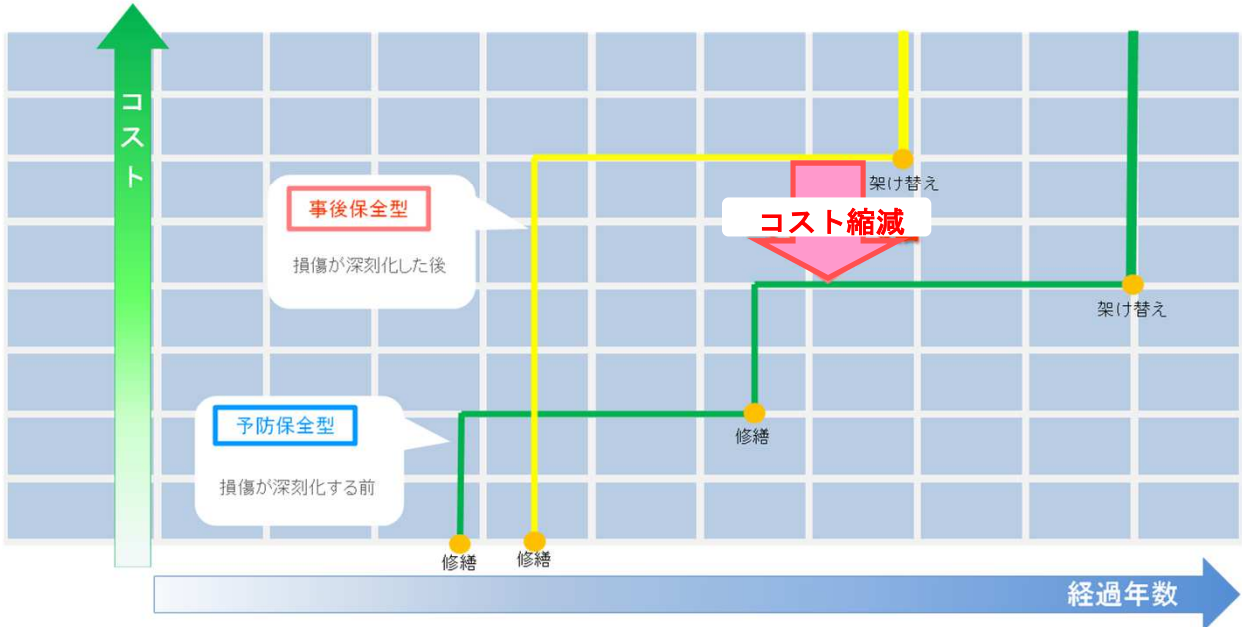 コスト
架け替え
事後保全型
コスト縮減
損傷が深刻化した後
架け替え
予防保全型
修繕
損傷が深刻化する前
修繕
修繕
経過年数